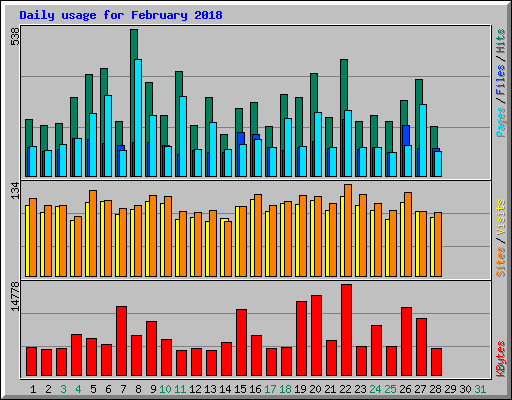 Daily usage for February 2018
538
134
14778
Pages / Files / Hits
Sites / Visits
KBytes
1 2 3 4 5 6 7 8 9 10 11 12 13 14 15 16 17 18 19 20 21 22 23 24 25 26 27 28 29 30 31